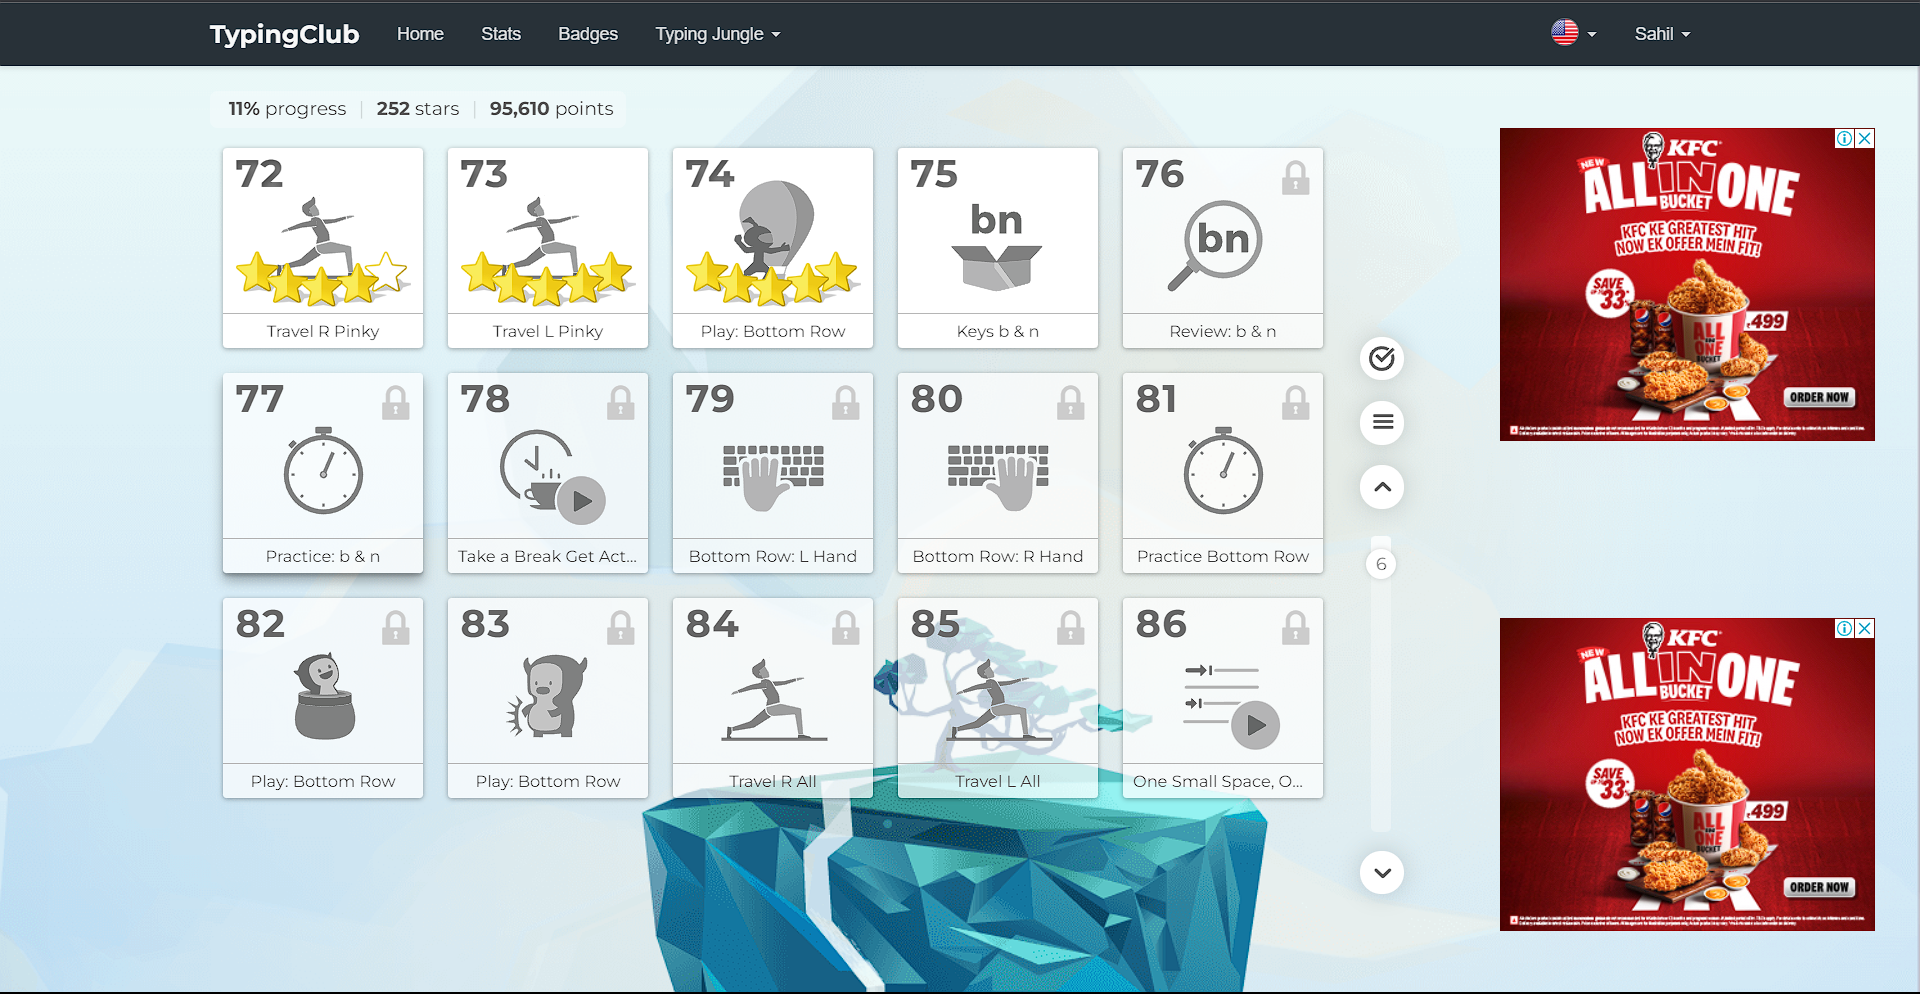 TypingClub Home Stats Badges Typing Jungle Sahil
11% progress 252 stars 95,610 points
72 73 74 75 76
bn bn
Travel R Pinky Travel L Pinky Play: Bottom Row Keys b & n Review: b & n
77 78 79 80 81
Practice: b & n Take a Break Get Act... Bottom Row: L Hand Bottom Row: R Hand Practice Bottom Row
6
82 83 84 85 86
Play: Bottom Row Play: Bottom Row Travel R All Travel L All One Small Space, O...
KFC
NEW
ALL IN ONE
BUCKET
KFC KE GREATEST HIT,
NOW EK OFFER MEIN FIT!
SAVE
33%
499
ALL
IN
ONE
BUCKET
ORDER NOW
KFC
NEW
ALL IN ONE
BUCKET
KFC KE GREATEST HIT,
NOW EK OFFER MEIN FIT!
SAVE
33%
499
ALL
IN
ONE
BUCKET
ORDER NOW